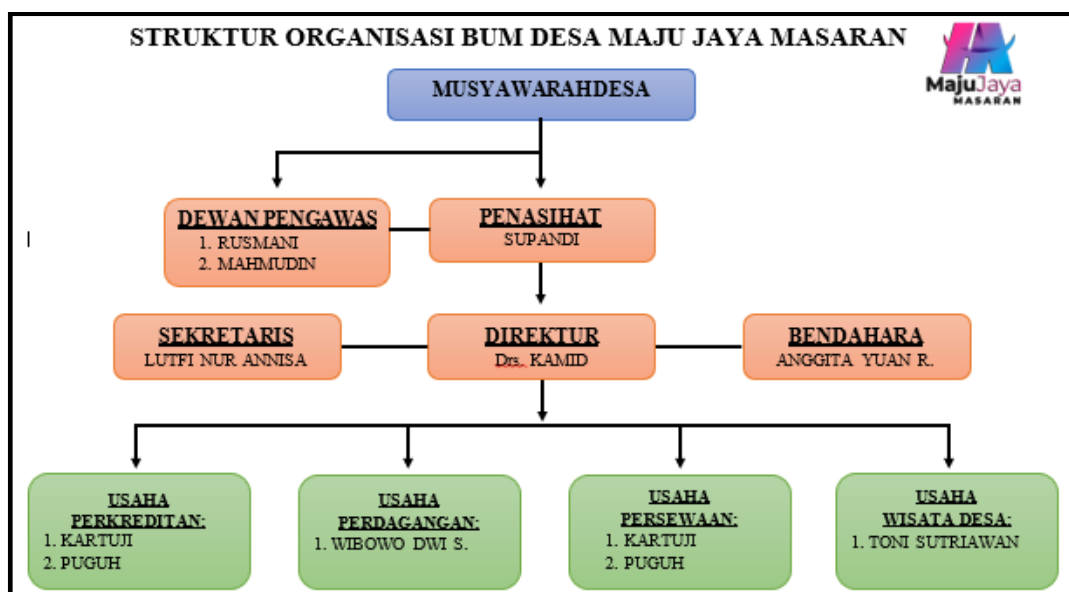 STRUKTUR ORGANISASI BUM DESA MAJU JAYA MASARAN
MajuJaya
MASARAN
MUSYAWARAHDESA
DEWAN PENGAWAS
1. RUSMANI
2. MAHMUDIN
PENASIHAT
SUPANDI
SEKRETARIS
LUTFI NUR ANNISA
DIREKTUR
Drs. KAMID
BENDAHARA
ANGGITA YUAN R.
USAHA
PERKREDITAN:
1. KARTUJI
2. PUGUH
USAHA
PERDAGANGAN:
1. WIBOWO DWI S.
USAHA
PERSEWAAN:
1. KARTUJI
2. PUGUH
USAHA
WISATA DESA:
1. TONI SUTRIAWAN